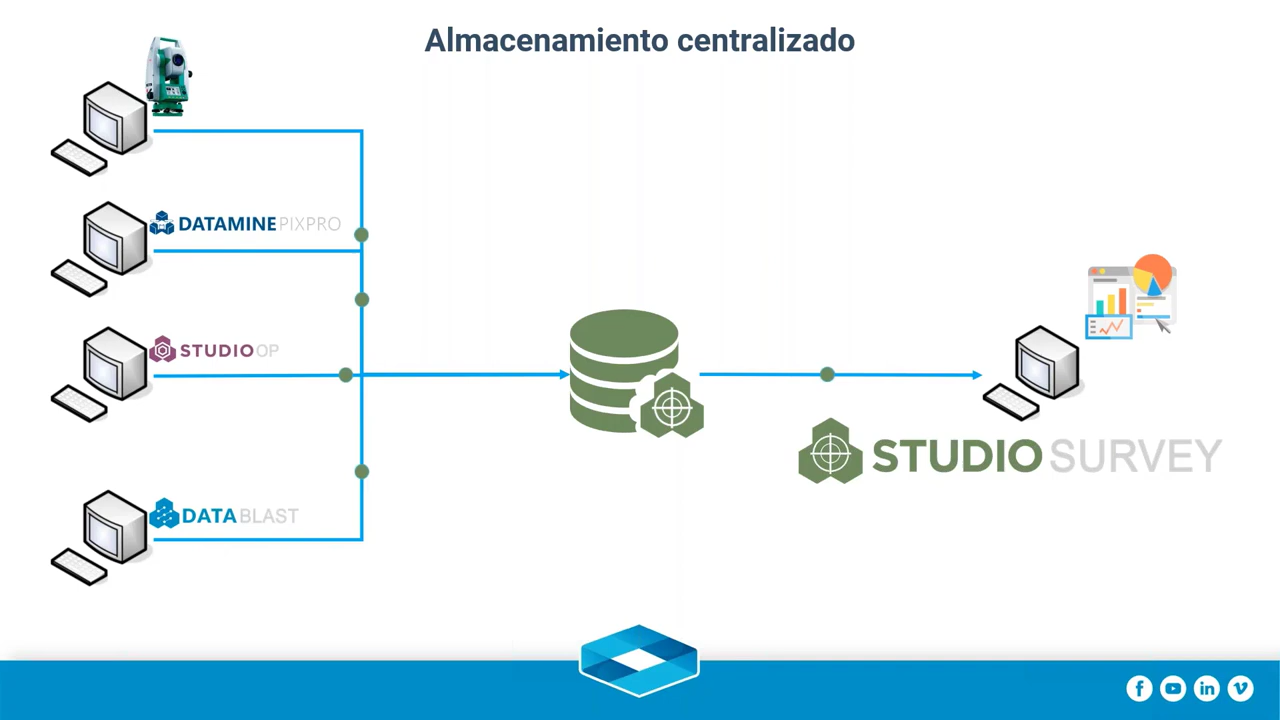 Almacenamiento centralizado
DATAMINE PIXPRO
STUDIO OP
STUDIO SURVEY
DATA BLAST